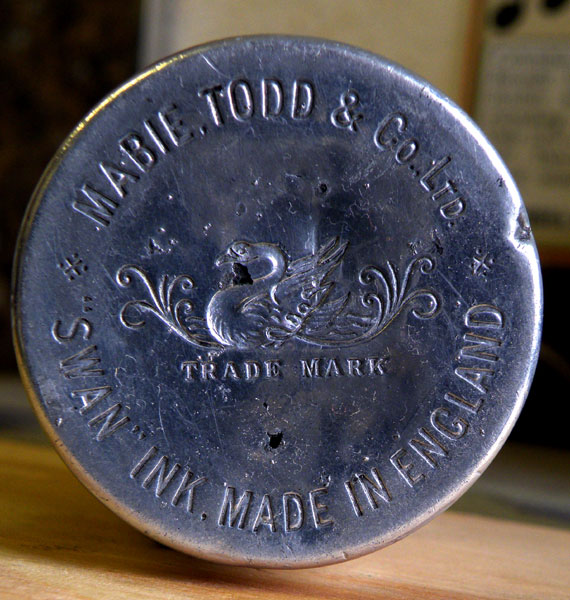 MABIE, TODD & Co., LTD.
TRADE MARK
"SWAN" INK. MADE IN ENGLAND